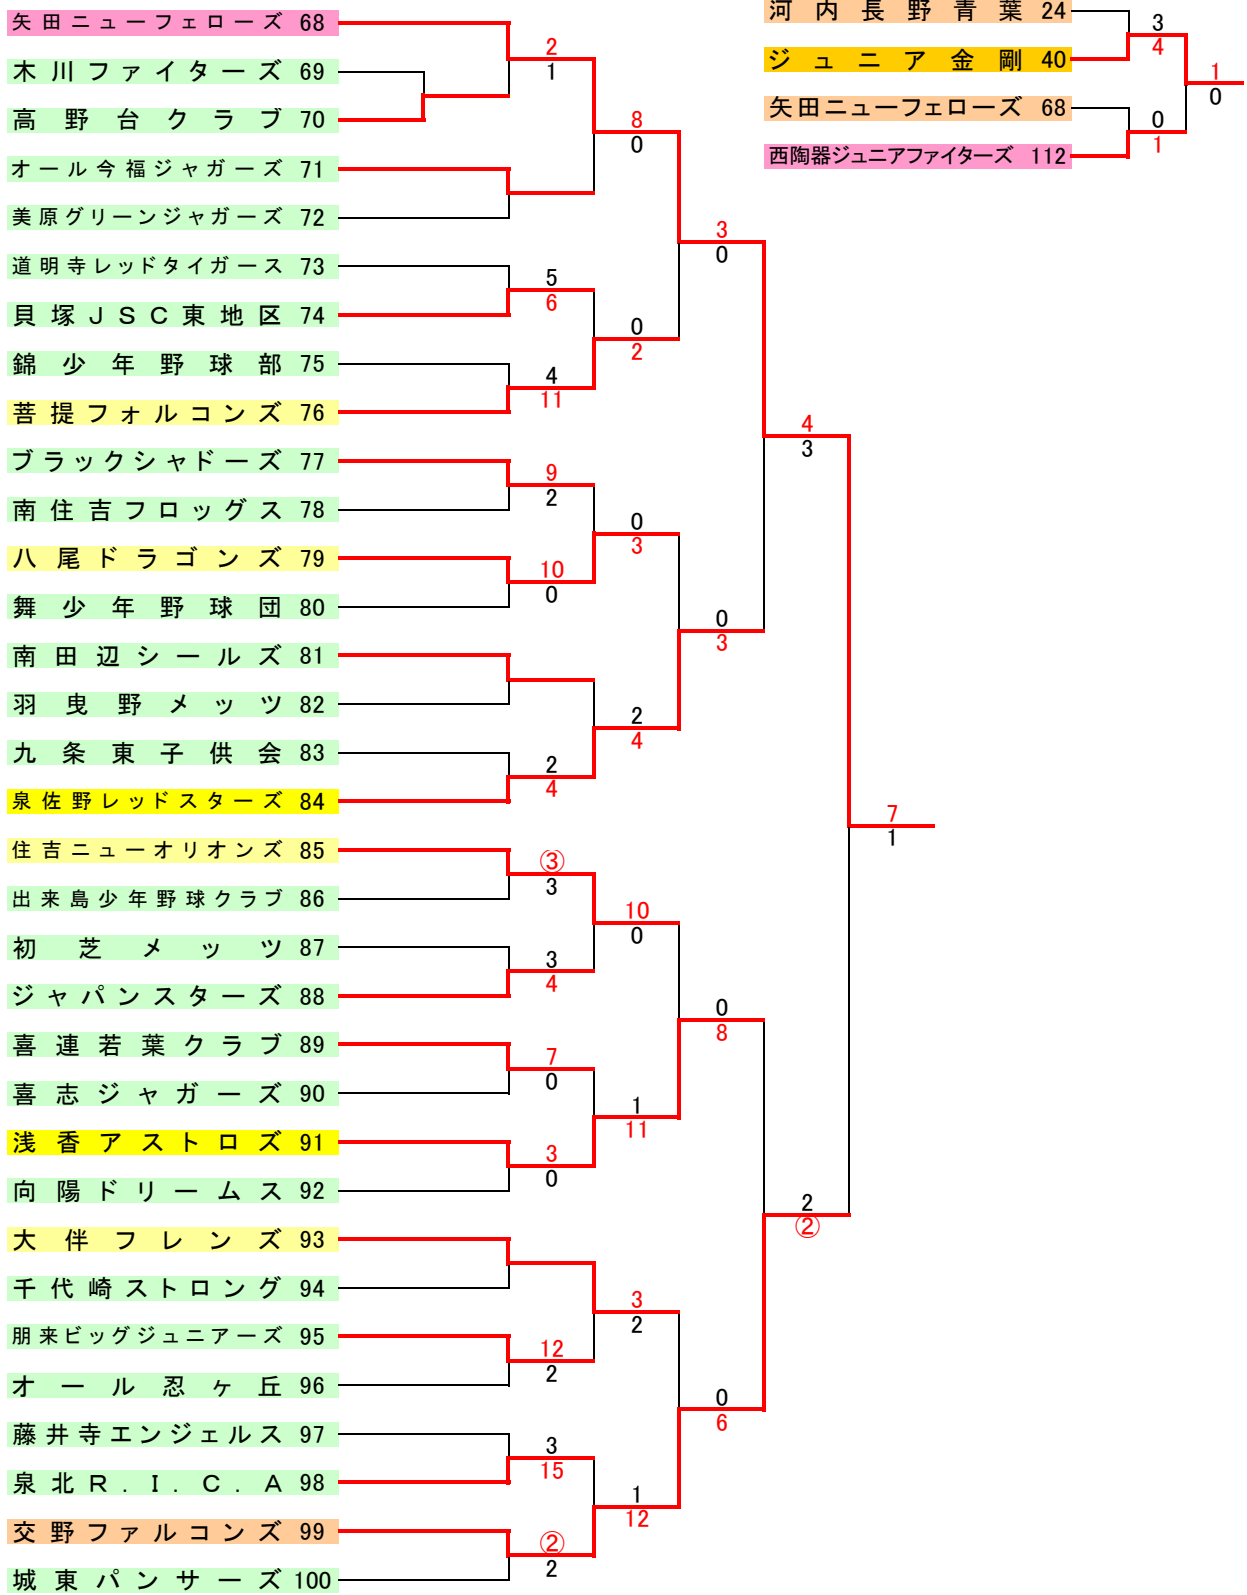 矢田ニューフェローズ 68
木川ファイターズ 69
高野台クラブ 70
オール今福ジャガーズ 71
美原グリーンジャガーズ 72
道明寺レッドタイガース 73
貝塚JSC東地区 74
錦少年野球部 75
菩提フォルコンズ 76
ブラックシャドーズ 77
南住吉フロッグス 78
八尾ドラゴンズ 79
舞少年野球団 80
南田辺シールズ 81
羽曳野メッツ 82
九条東子供会 83
泉佐野レッドスターズ 84
住吉ニューオリオンズ 85
出来島少年野球クラブ 86
初芝メッツ 87
ジャパンスターズ 88
喜連若葉クラブ 89
喜志ジャガーズ 90
浅香アストロズ 91
向陽ドリームス 92
大伴フレンズ 93
千代崎ストロング 94
朋来ビッグジュニアーズ 95
オール忍ヶ丘 96
藤井寺エンジェルス 97
泉北R.I.C.A 98
交野ファルコンズ 99
城東パンサーズ 100
2
1
5
6
4
11
9
2
10
0
2
4
③
3
3
4
7
0
3
0
12
2
3
15
②
2
8
0
0
2
0
3
2
4
10
0
1
11
3
2
1
12
3
0
0
3
0
8
0
6
4
3
2
②
7
1
河内長野青葉 24
ジュニア金剛 40
矢田ニューフェローズ 68
西陶器ジュニアファイターズ 112
3
4
0
1
1
0